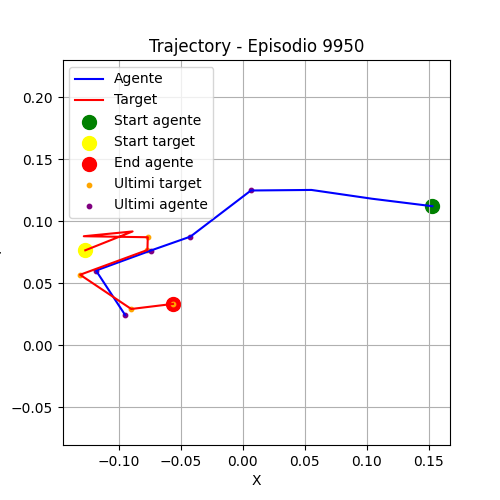 Trajectory - Episodio 9950
Agente
Target
Start agente
Start target
End agente
Ultimi target
Ultimi agente
0.20
0.15
0.10
0.05
0.00
−0.05
−0.10
−0.05
0.00
0.05
0.10
0.15
X